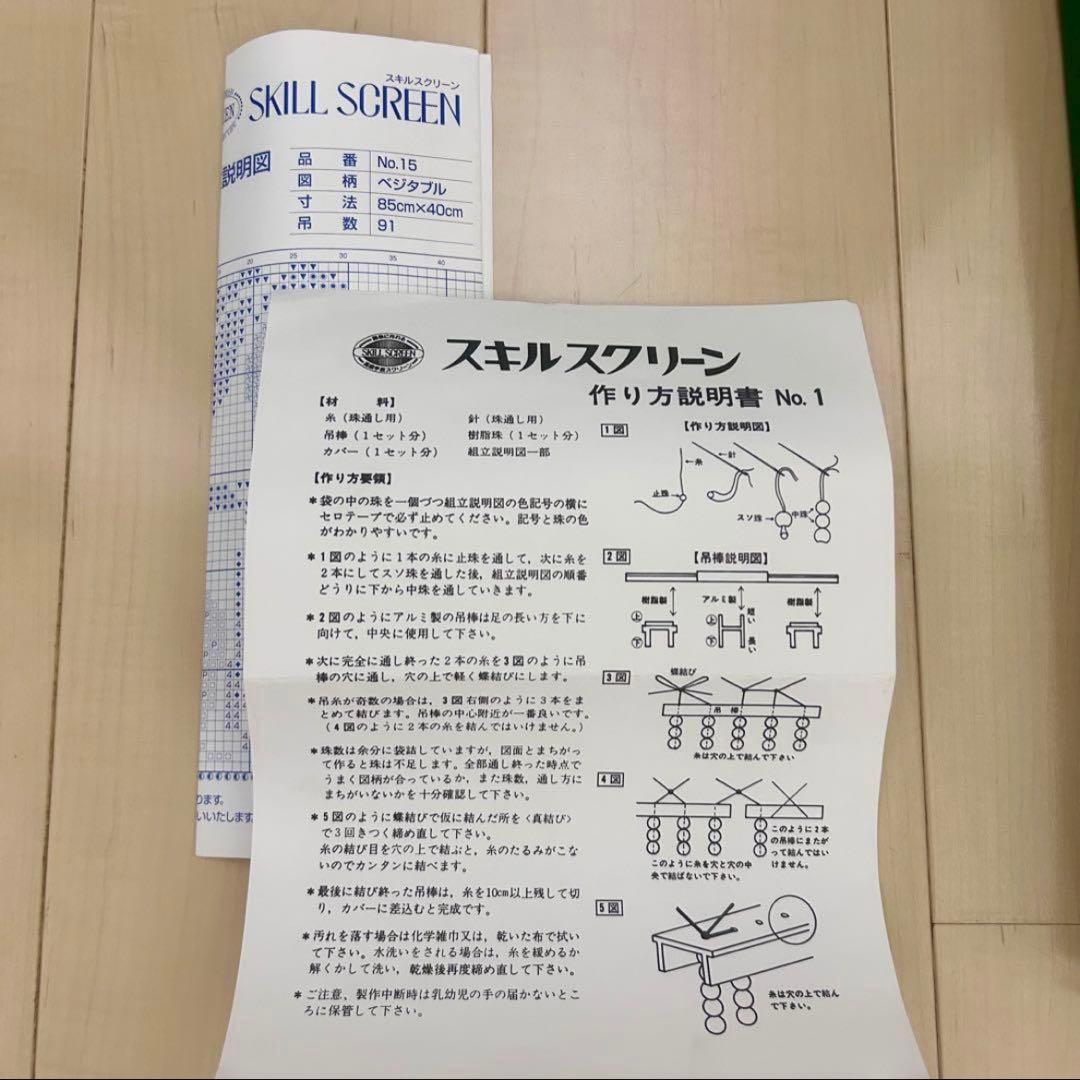 スキルスクリーン
SKILL SCREEN
説明図
品番 No.15
図柄 ベジタブル
寸法 85cm×40cm
吊数 91
20 25 30 35 40
ります。
いいたします
SKILL SCREEN
スキルスクリーン
作り方説明書 No.1
【材 料】
糸(珠通し用) 針(珠通し用)
吊棒(1セット分) 樹脂珠(1セット分)
カバー(1セット分) 組立説明図一部
【作り方要領】
*袋の中の珠を一個づつ組立説明図の色記号の横に
セロテープで必ず止めてください。記号と珠の色
がわかりやすいです。
*1図のように1本の糸に止珠を通して,次に糸を
2本にしてスソ珠を通した後,組立説明図の順番
どうりに下から中珠を通していきます。
*2図のようにアルミ製の吊棒は足の長い方を下に
向けて,中央に使用して下さい。
*次に完全に通し終った2本の糸を3図のように吊
棒の穴に通し,穴の上で軽く蝶結びにします。
*吊糸が奇数の場合は,3図右側のように3本をま
とめて結びます。吊棒の中心附近が一番良いです。
(4図のように2本の糸を結んではいけません。)
*珠数は余分に袋詰していますが,図面とまちがっ
て作ると珠は不足します。全部通し終った時点で
うまく図柄が合っているか,また珠数,通し方に
まちがいないかを十分確認して下さい。
*5図のように蝶結びで仮に結んだ所を〈真結び〉
で3回きつく締め直して下さい。
糸の結び目を穴の上で結ぶと,糸のたるみがこな
いのでカンタンに結べます。
*最後に結び終った吊棒は,糸を10cm以上残して切
り,カバーに差込むと完成です。
*汚れを落す場合は化学雑巾又は,乾いた布で拭い
て下さい。水洗いをされる場合は,糸を緩めるか
解くかして洗い,乾燥後再度締め直して下さい。
*ご注意、製作中断時は乳幼児の手の届かないとこ
ろに保管して下さい。
1図
【作り方説明図】
糸
針
止珠
スソ珠
中珠
2図
【吊棒説明図】
樹脂製 アルミ製 樹脂製
上
下
上
下
短い
長い
3図
蝶結び
吊棒
糸は穴の上で結んで下さい
4図
このように糸を穴と穴の中
央で結ばないで下さい。
このように2本
の吊棒にまたが
って結んではい
けません。
5図
糸は穴の上で結ん
で下さい。